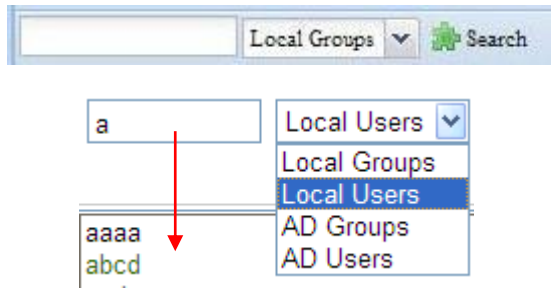 Local Groups Search
a Local Users
Local Groups
Local Users
AD Groups
AD Users
aaaa
abcd